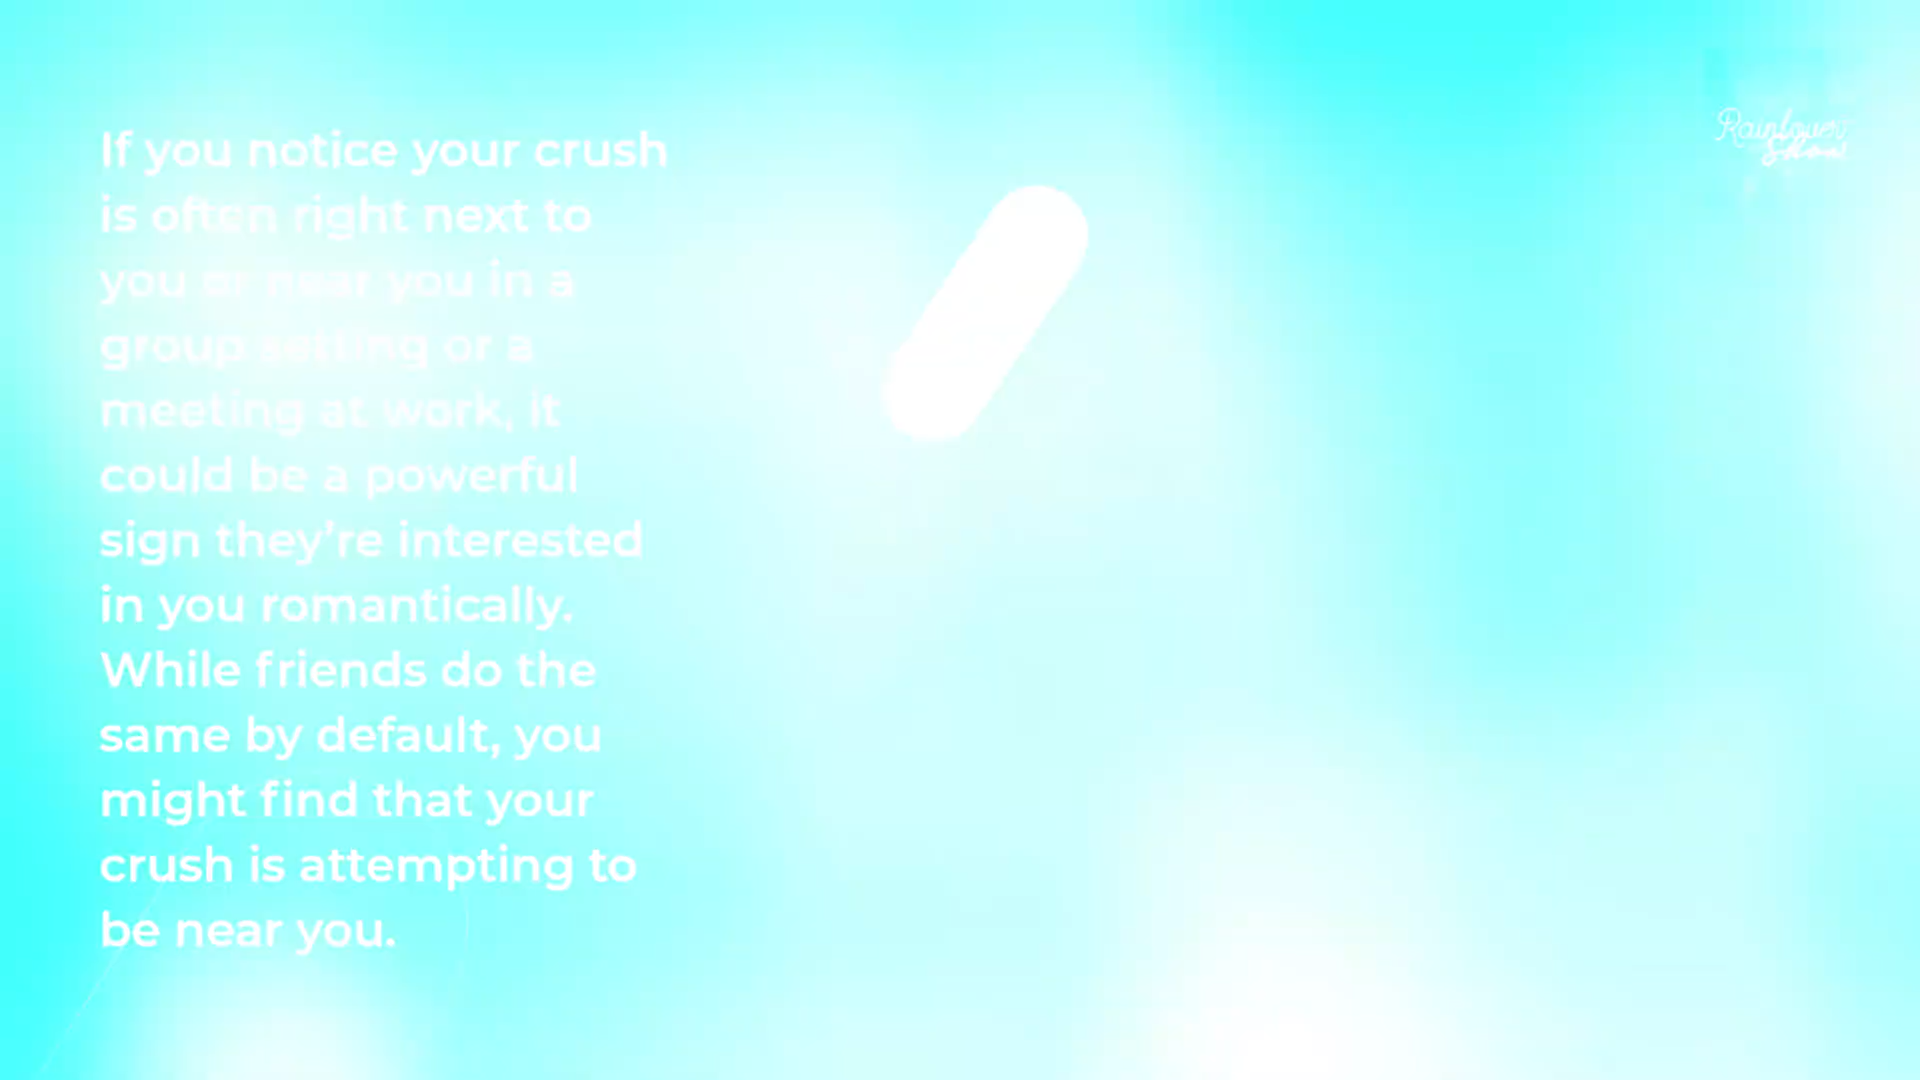 If you notice your crush
is often right next to
you or near you in a
group setting or a
meeting at work, it
could be a powerful
sign they're interested
in you romantically.
While friends do the
same by default, you
might find that your
crush is attempting to
be near you.